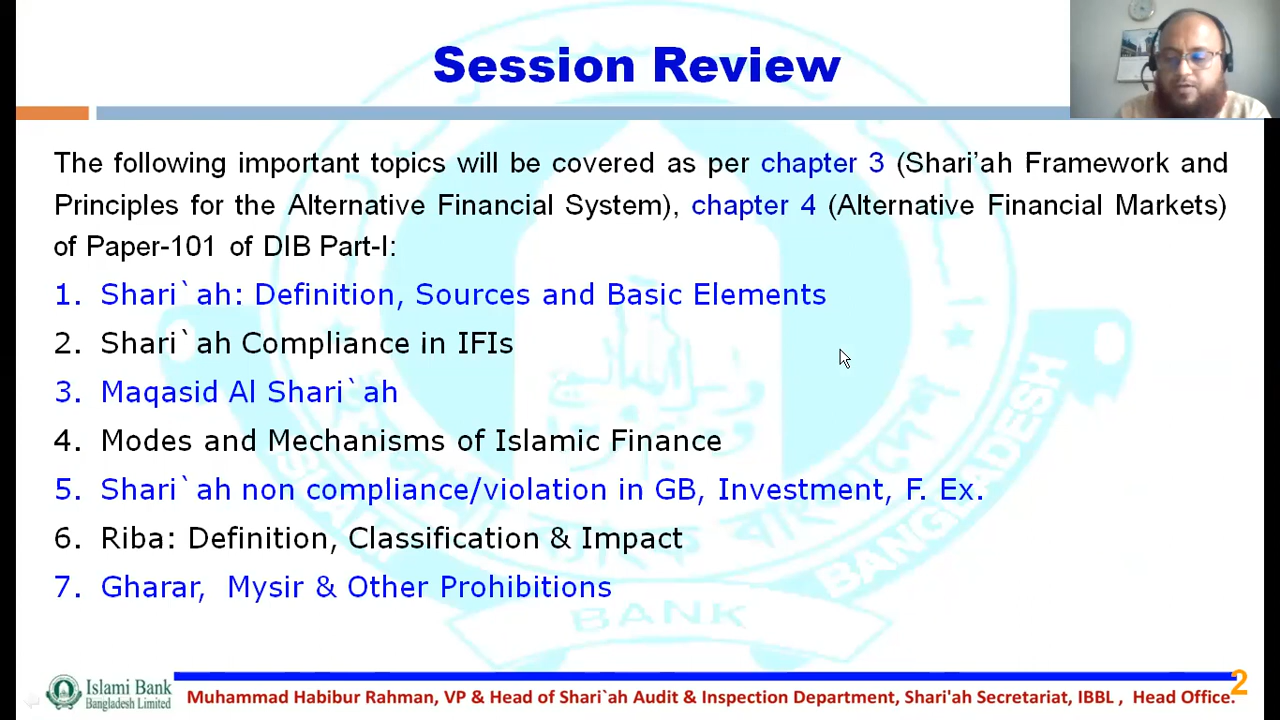 Session Review
The following important topics will be covered as per chapter 3 (Shari’ah Framework and
Principles for the Alternative Financial System), chapter 4 (Alternative Financial Markets)
of Paper-101 of DIB Part-I:
1. Shari`ah: Definition, Sources and Basic Elements
2. Shari`ah Compliance in IFIs
3. Maqasid Al Shari`ah
4. Modes and Mechanisms of Islamic Finance
5. Shari`ah non compliance/violation in GB, Investment, F. Ex.
6. Riba: Definition, Classification & Impact
7. Gharar, Mysir & Other Prohibitions
BANGLADESH
BANK
Islami Bank
Bangladesh Limited
Muhammad Habibur Rahman, VP & Head of Shari`ah Audit & Inspection Department, Shari'ah Secretariat, IBBL , Head Office.
2